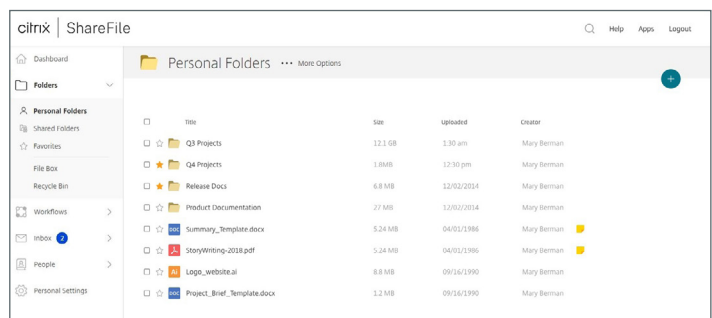 citrix | ShareFile
Help Apps Logout
Dashboard
Folders
Personal Folders
Shared Folders
Favorites
File Box
Recycle Bin
Workflows
Inbox 2
People
Personal Settings
Personal Folders ••• More Options
+
Title Size Uploaded Creator
Q3 Projects 12.1 GB 1:30 am Mary Berman
Q4 Projects 1.8MB 12:30 pm Mary Berman
Release Docs 6.8 MB 12/02/2014 Mary Berman
Product Documentation 27 MB 12/02/2014 Mary Berman
DOC Summary_Template.docx 5.24 MB 04/01/1986 Mary Berman
StoryWriting-2018.pdf 5.24 MB 04/01/1986 Mary Berman
Ai Logo_website.ai 8.8 MB 09/16/1990 Mary Berman
DOC Project_Brief_Template.docx 1.2 MB 09/16/1990 Mary Berman